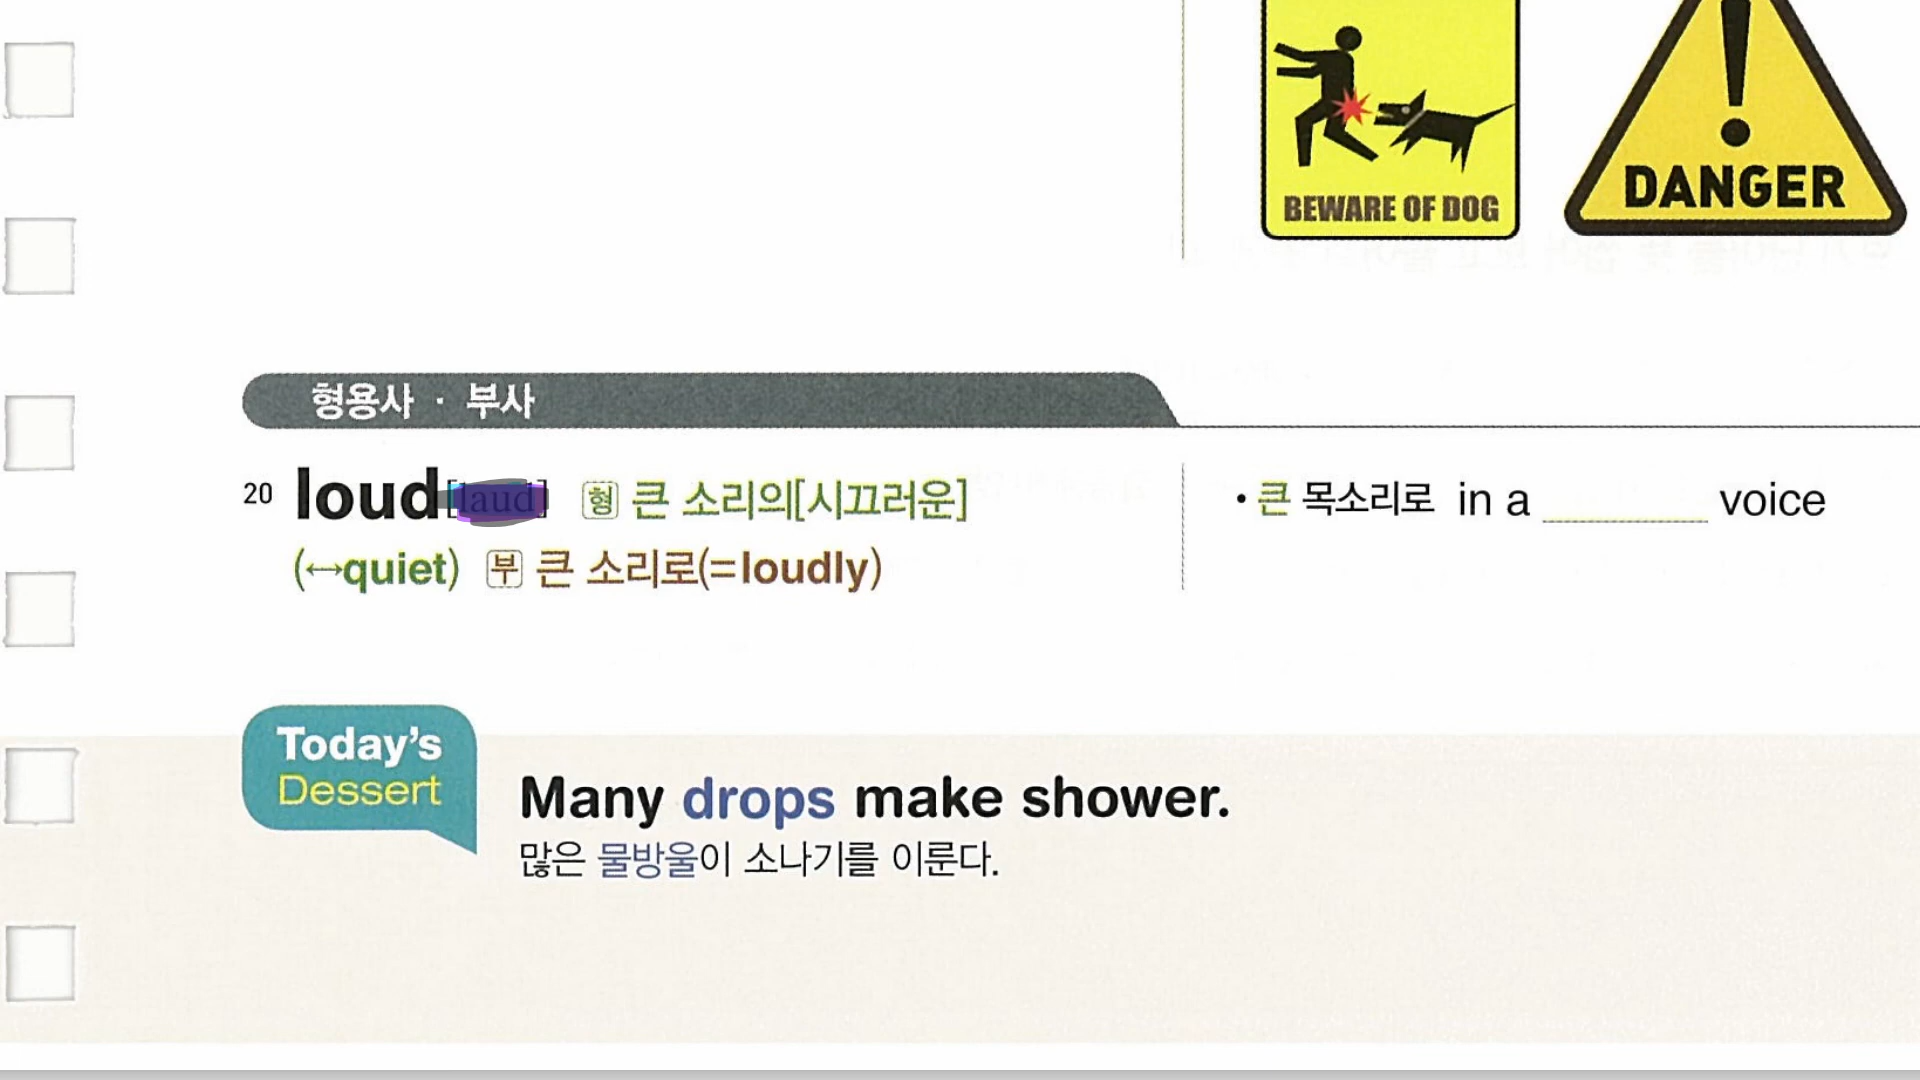 BEWARE OF DOG
DANGER
형용사 · 부사
20 loud[laud] 형 큰 소리의[시끄러운]
(↔quiet) 부 큰 소리로(=loudly)
• 큰 목소리로 in a ________ voice
Today's
Dessert
Many drops make shower.
많은 물방울이 소나기를 이룬다.